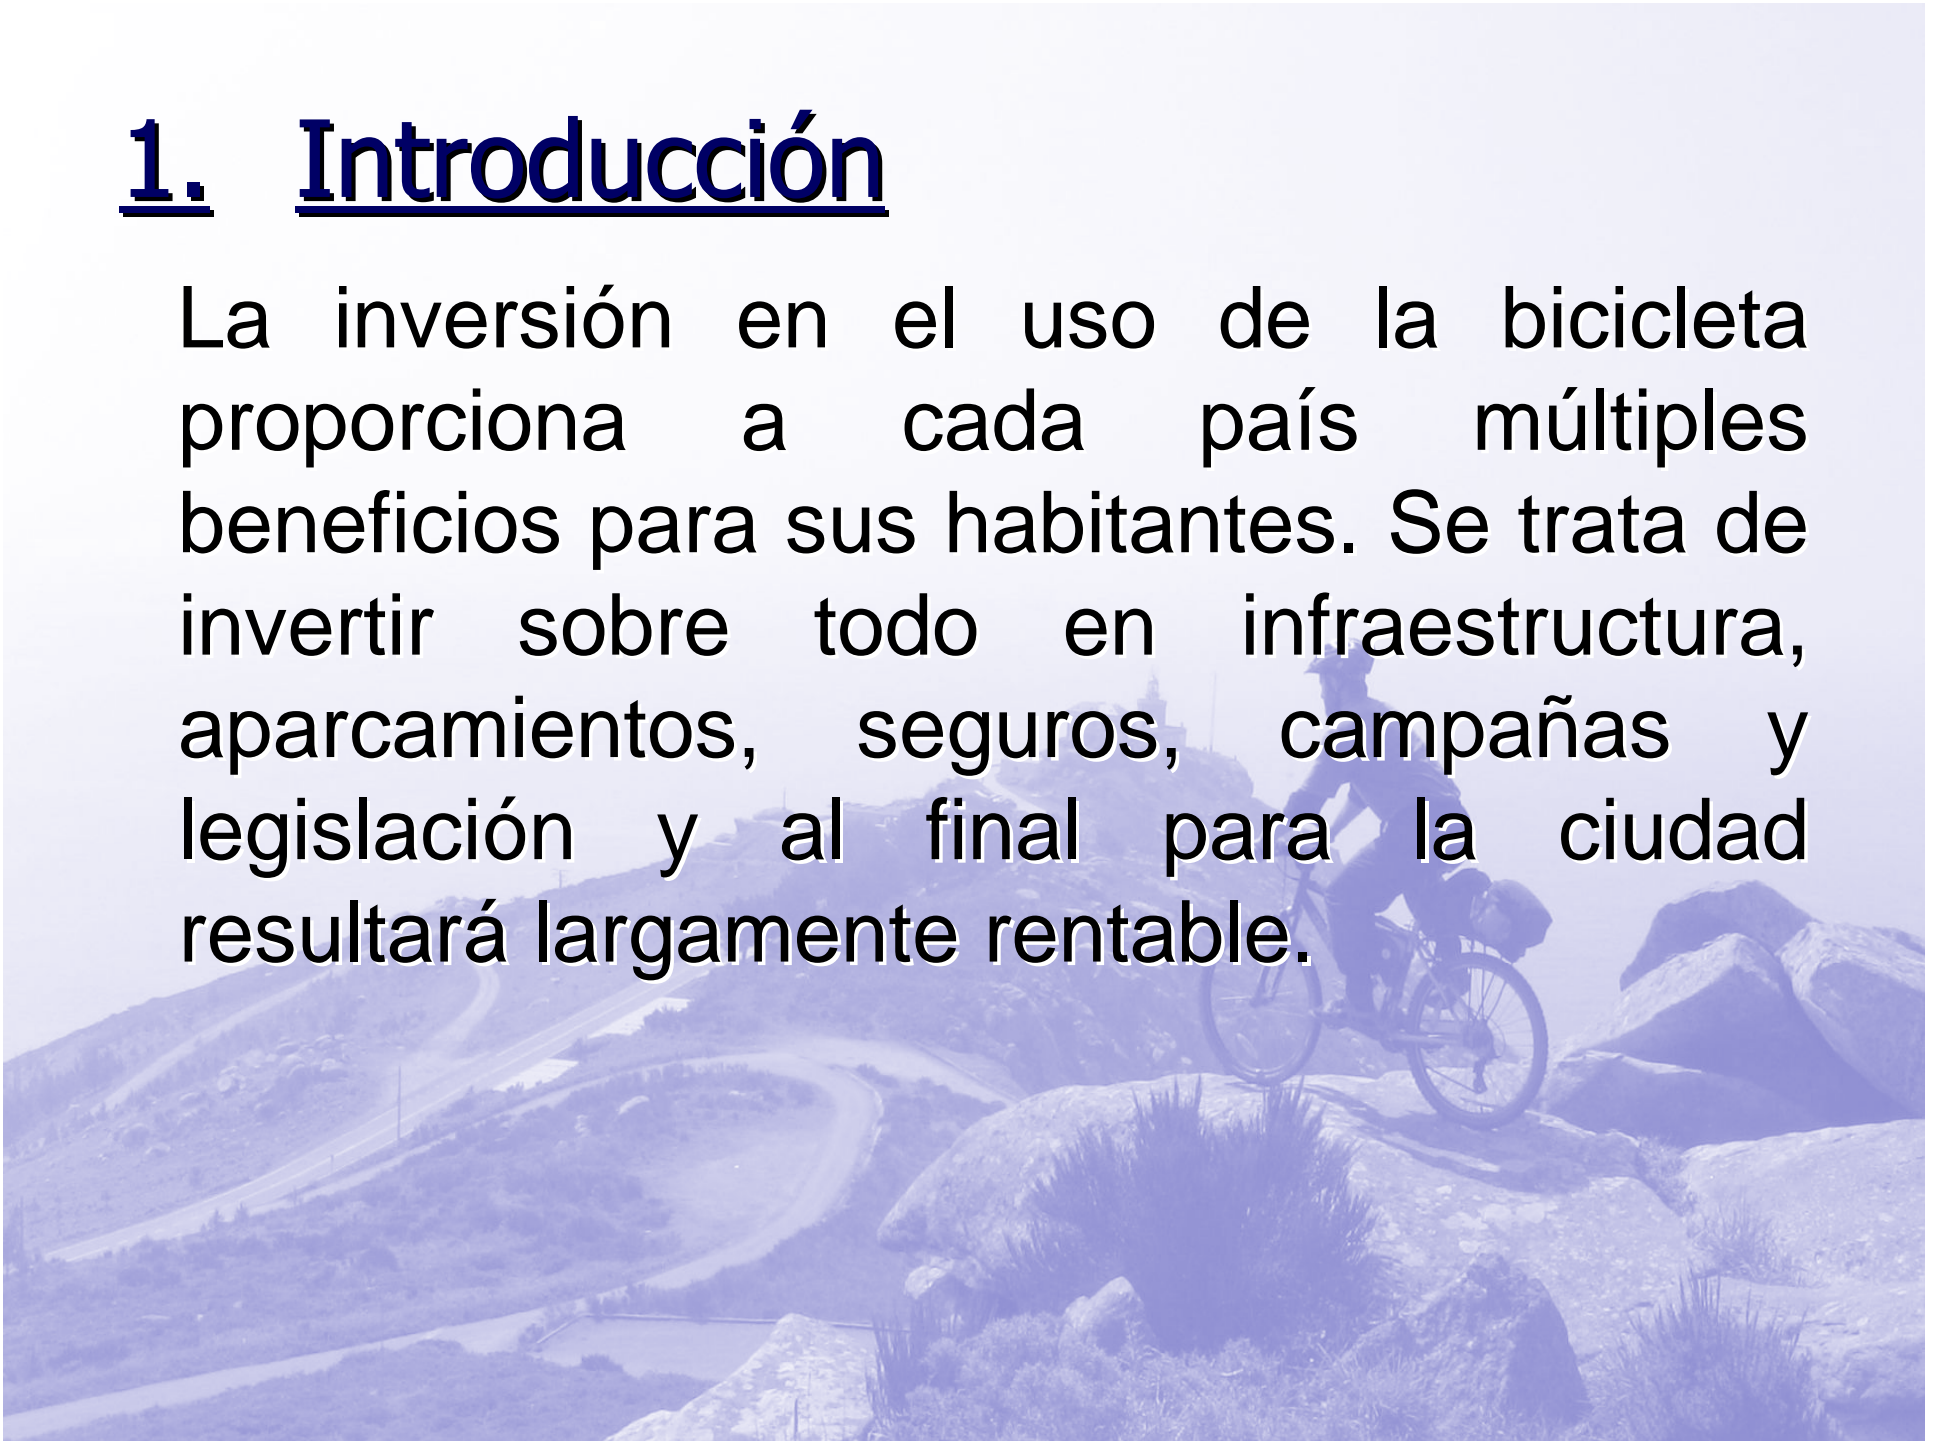 1. Introducción
La inversión en el uso de la bicicleta
proporciona a cada país múltiples
beneficios para sus habitantes. Se trata de
invertir sobre todo en infraestructura,
aparcamientos, seguros, campañas y
legislación y al final para la ciudad
resultará largamente rentable.